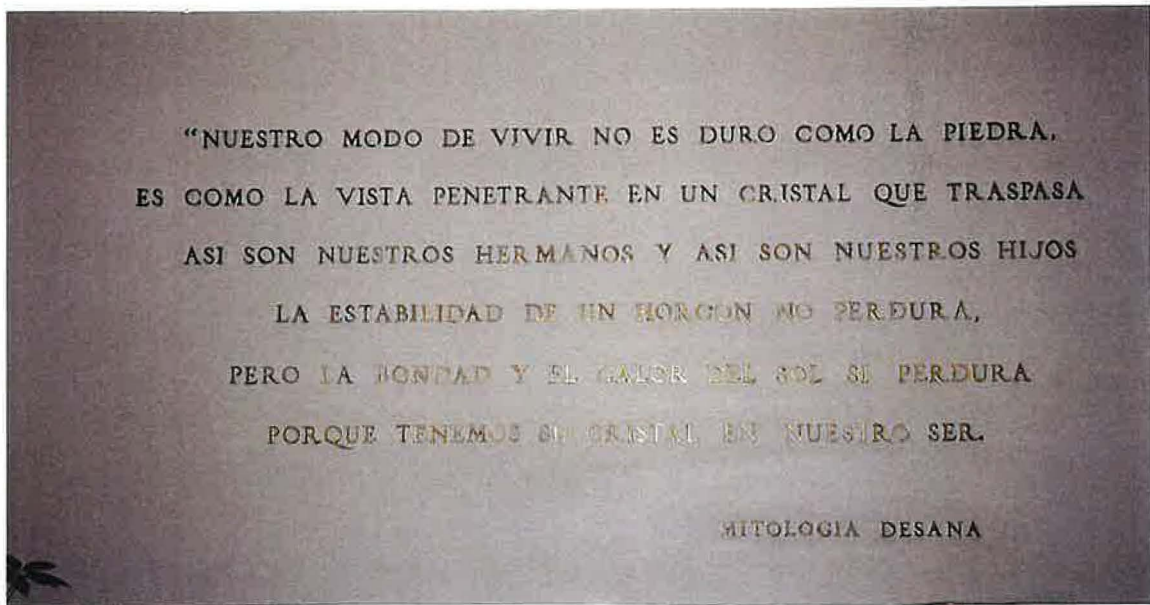 “NUESTRO MODO DE VIVIR NO ES DURO COMO LA PIEDRA,
ES COMO LA VISTA PENETRANTE EN UN CRISTAL QUE TRASPASA
ASI SON NUESTROS HERMANOS Y ASI SON NUESTROS HIJOS
LA ESTABILIDAD DE UN HORCON NO PERDURA,
PERO LA BONDAD Y EL CALOR DEL SOL SI PERDURA
PORQUE TENEMOS SU CRISTAL EN NUESTRO SER.
MITOLOGIA DESANA